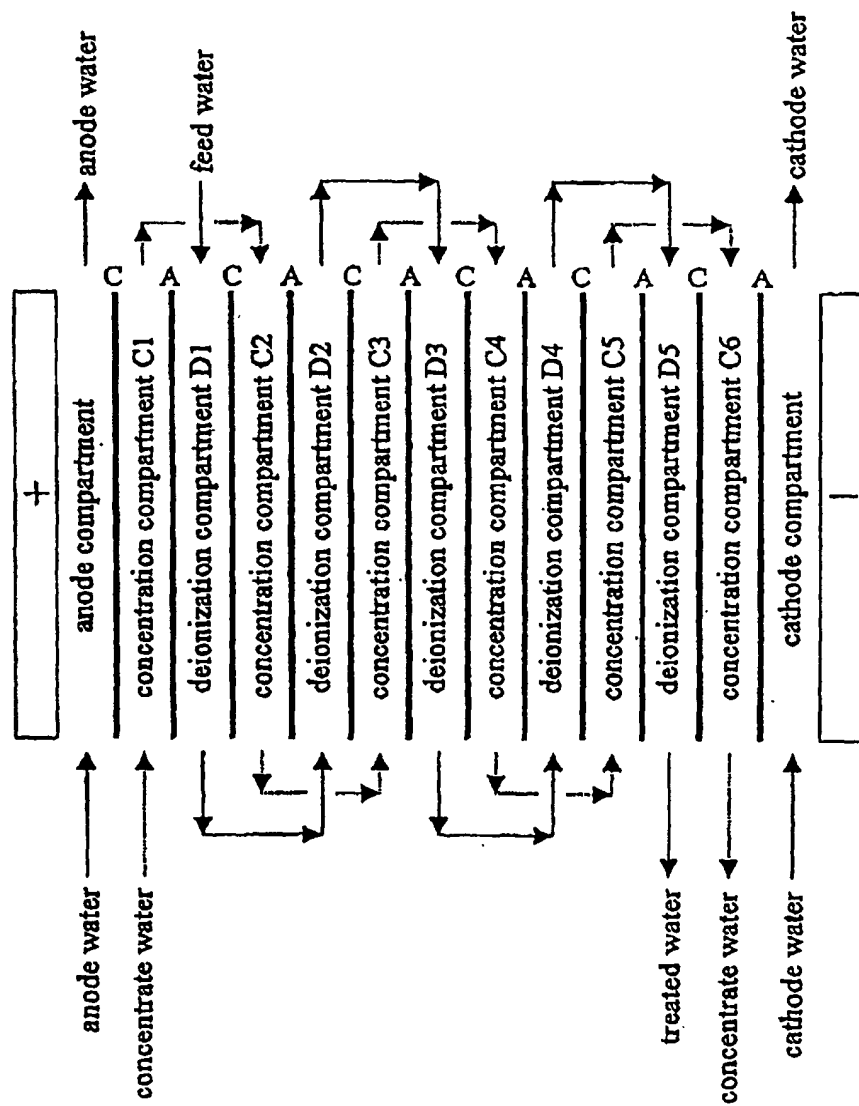 anode water
concentrate water
treated water
concentrate water
cathode water
+
anode compartment
concentration compartment C1
deionization compartment D1
concentration compartment C2
deionization compartment D2
concentration compartment C3
deionization compartment D3
concentration compartment C4
deionization compartment D4
concentration compartment C5
deionization compartment D5
concentration compartment C6
cathode compartment
−
C
A
C
A
C
A
C
A
C
A
C
A
anode water
feed water
cathode water